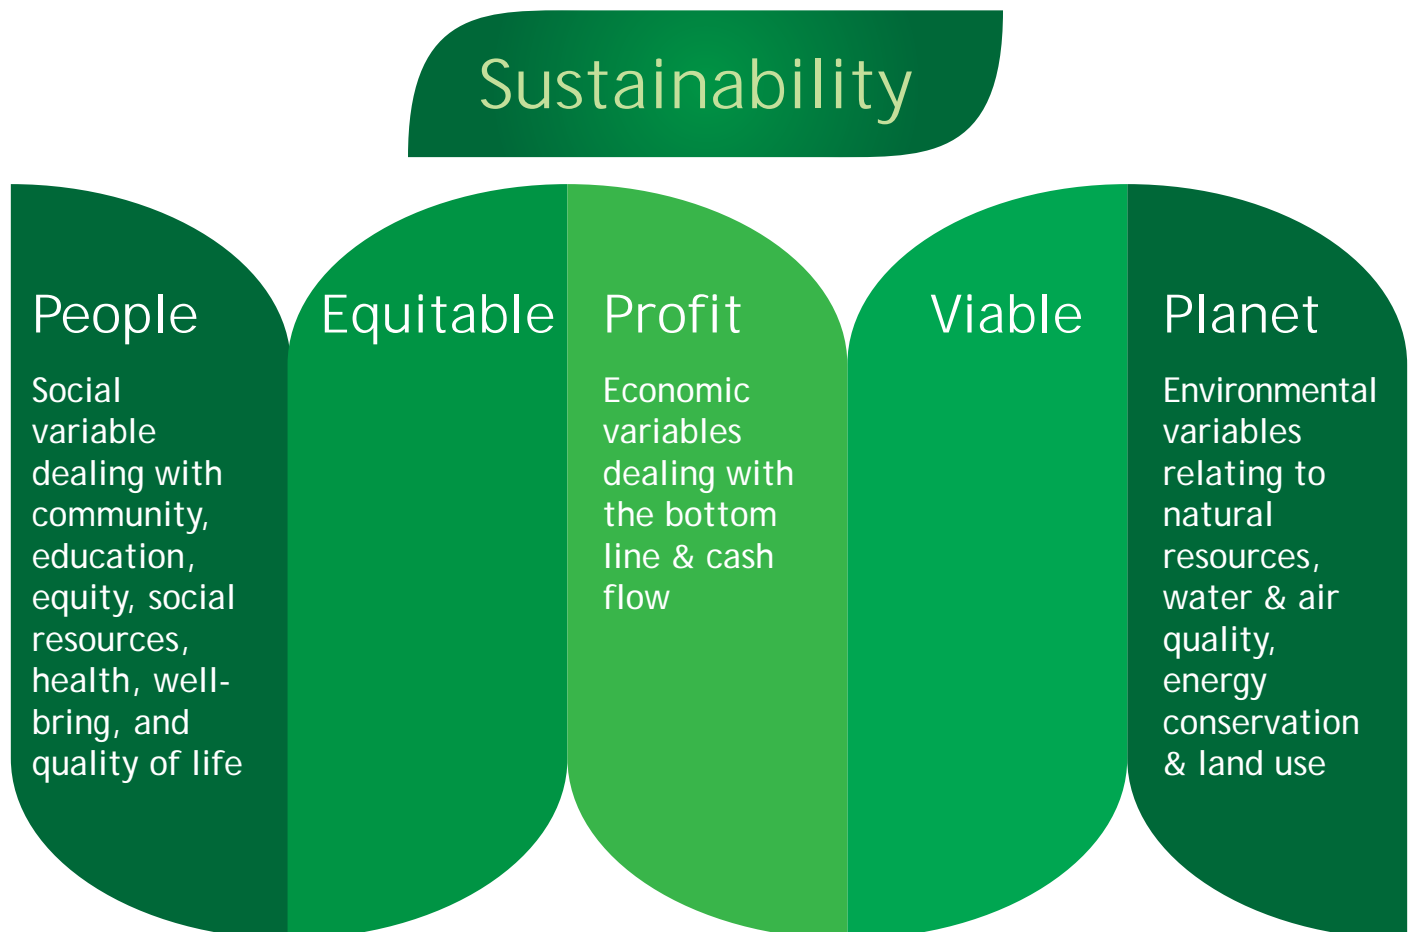 Sustainability
People
Social
variable
dealing with
community,
education,
equity, social
resources,
health, well-
bring, and
quality of life
Equitable
Profit
Economic
variables
dealing with
the bottom
line & cash
flow
Viable
Planet
Environmental
variables
relating to
natural
resources,
water & air
quality,
energy
conservation
& land use